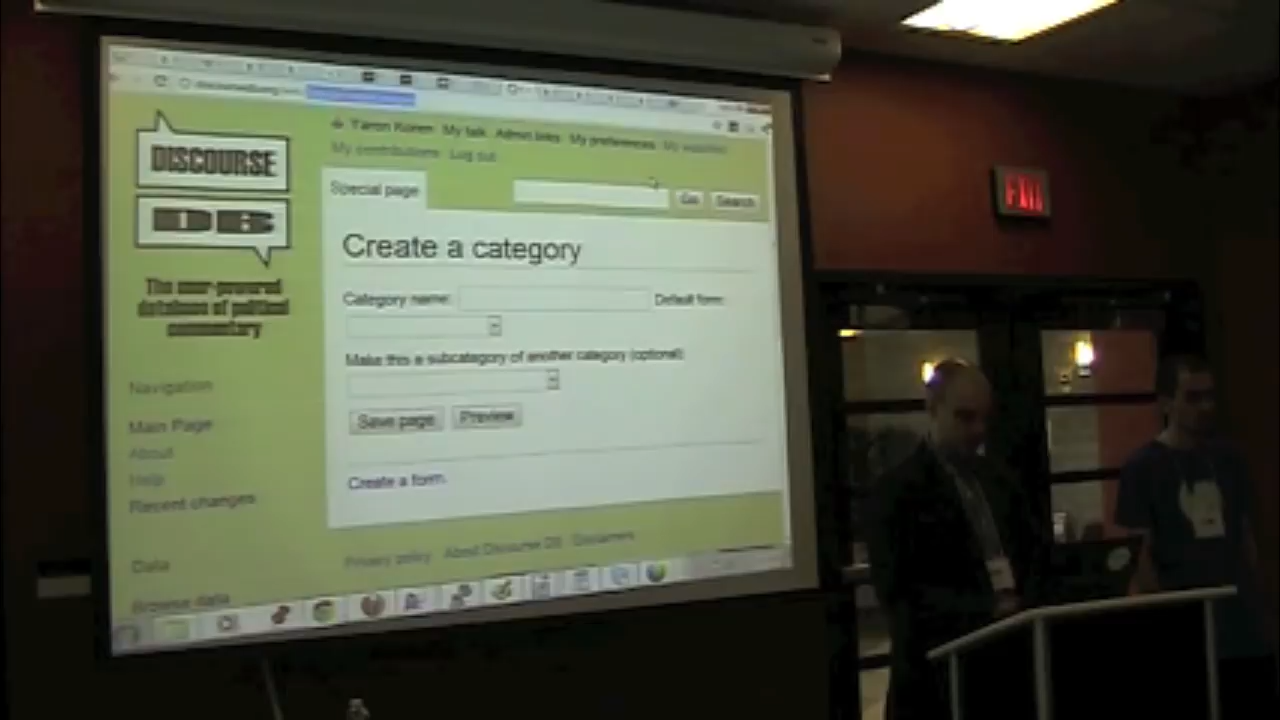 Yaron Koren My talk Admin links My preferences My watchlist
My contributions Log out
DISCOURSE
DB
The user-powered
database of political
commentary
Special page
Go Search
Create a category
Category name: Default form:
Make this a subcategory of another category (optional):
Save page Preview
Create a form.
Navigation
Main Page
About
Help
Recent changes
Data
Browse data
Privacy policy About Discourse DB Disclaimers
EXIT